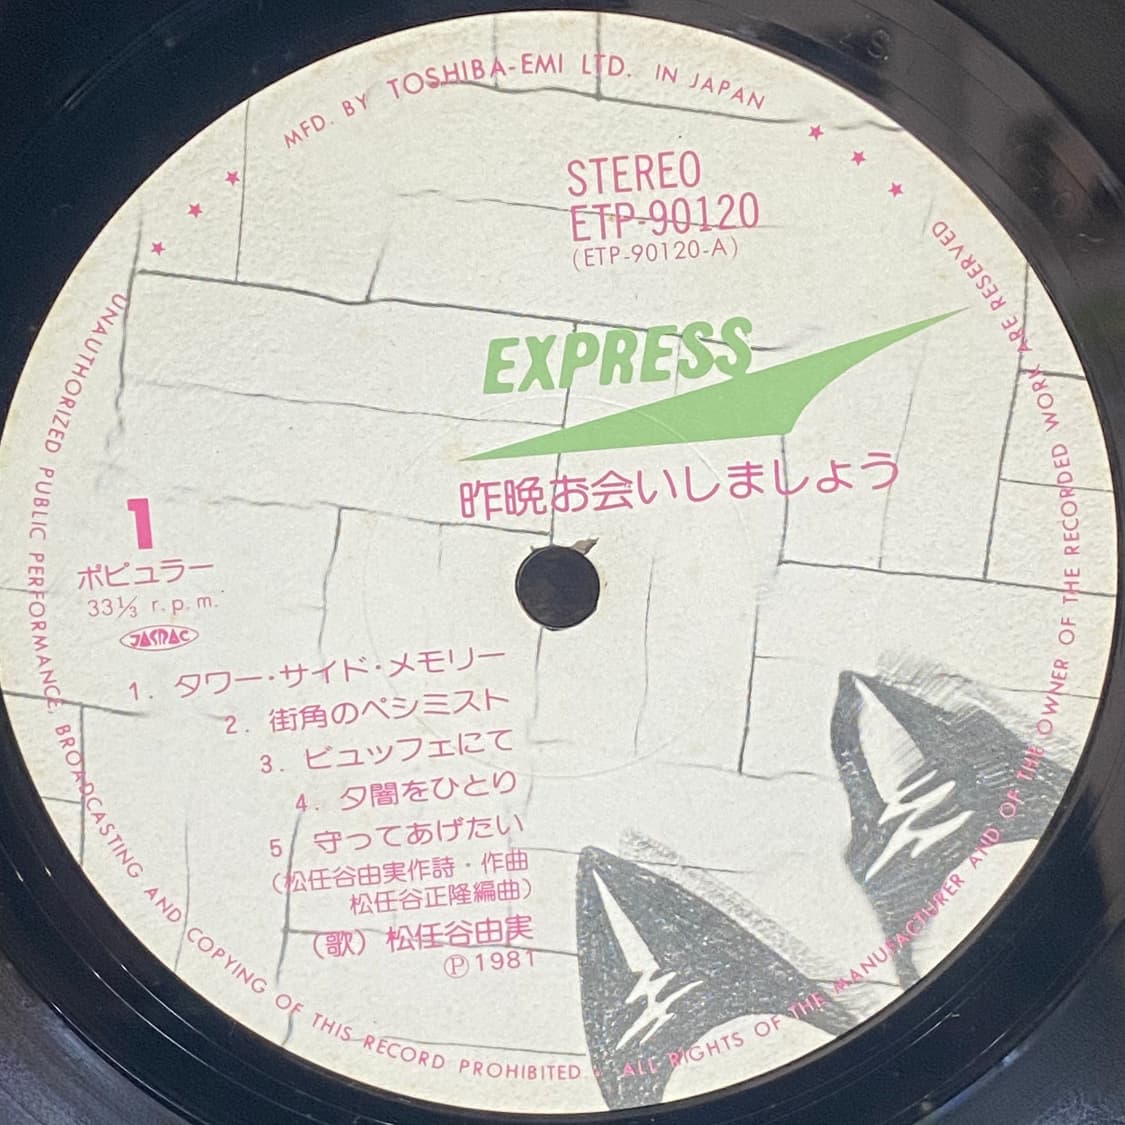 MFD. BY TOSHIBA-EMI LTD. IN JAPAN
★ ★ ★
★ ★ ★
STEREO
ETP-90120
(ETP-90120-A)
EXPRESS
昨晩お会いしましよう
1
ポピュラー
33⅓ r.p.m.
JASRAC
1. タワー・サイド・メモリー
2. 街角のペシミスト
3. ビュッフェにて
4. 夕闇をひとり
5 守ってあげたい
(松任谷由実作詩・作曲
松任谷正隆編曲)
(歌) 松任谷由実
Ⓟ1981
UNAUTHORIZED PUBLIC PERFORMANCE, BROADCASTING AND COPYING OF THIS RECORD PROHIBITED. ALL RIGHTS OF THE MANUFACTURER AND OF THE OWNER OF THE RECORDED WORK ARE RESERVED